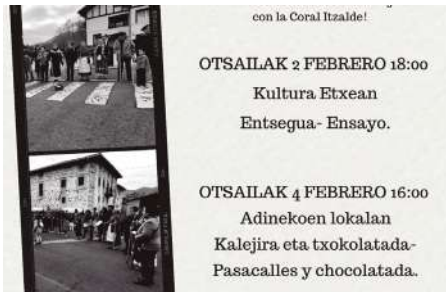 con la Coral Itzalde!
OTSAILAK 2 FEBRERO 18:00
Kultura Etxean
Entsegua- Ensayo.
OTSAILAK 4 FEBRERO 16:00
Adinekoen lokalan
Kalejira eta txokolatada-
Pasacalles y chocolatada.